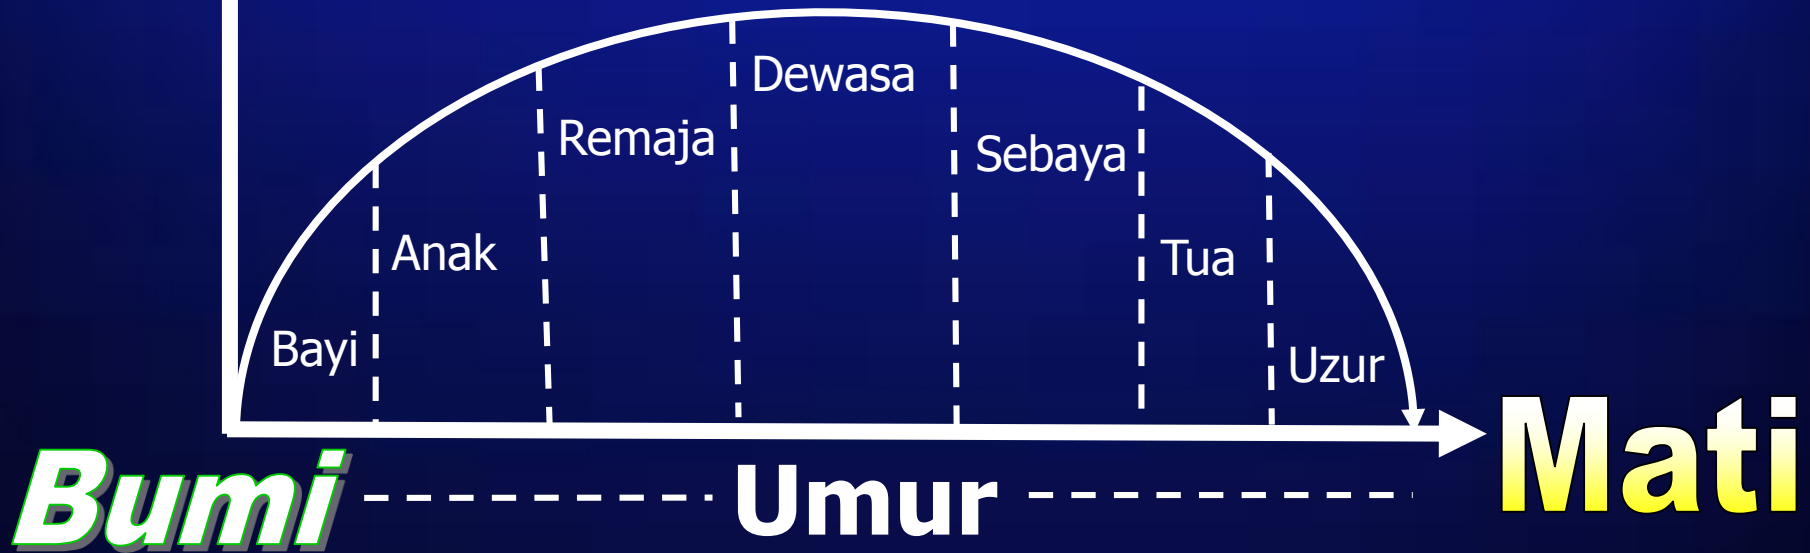 Dewasa
Remaja
Sebaya
Anak
Tua
Bayi
Uzur
Mati
Bumi
Umur